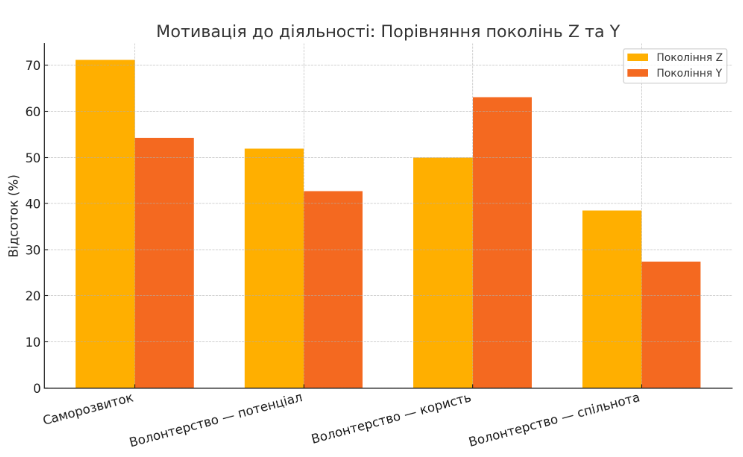 Мотивація до діяльності: Порівняння поколінь Z та Y
Покоління Z
Покоління Y
Відсоток (%)
70
60
50
40
30
20
10
0
Саморозвиток
Волонтерство — потенціал
Волонтерство — користь
Волонтерство — спільнота